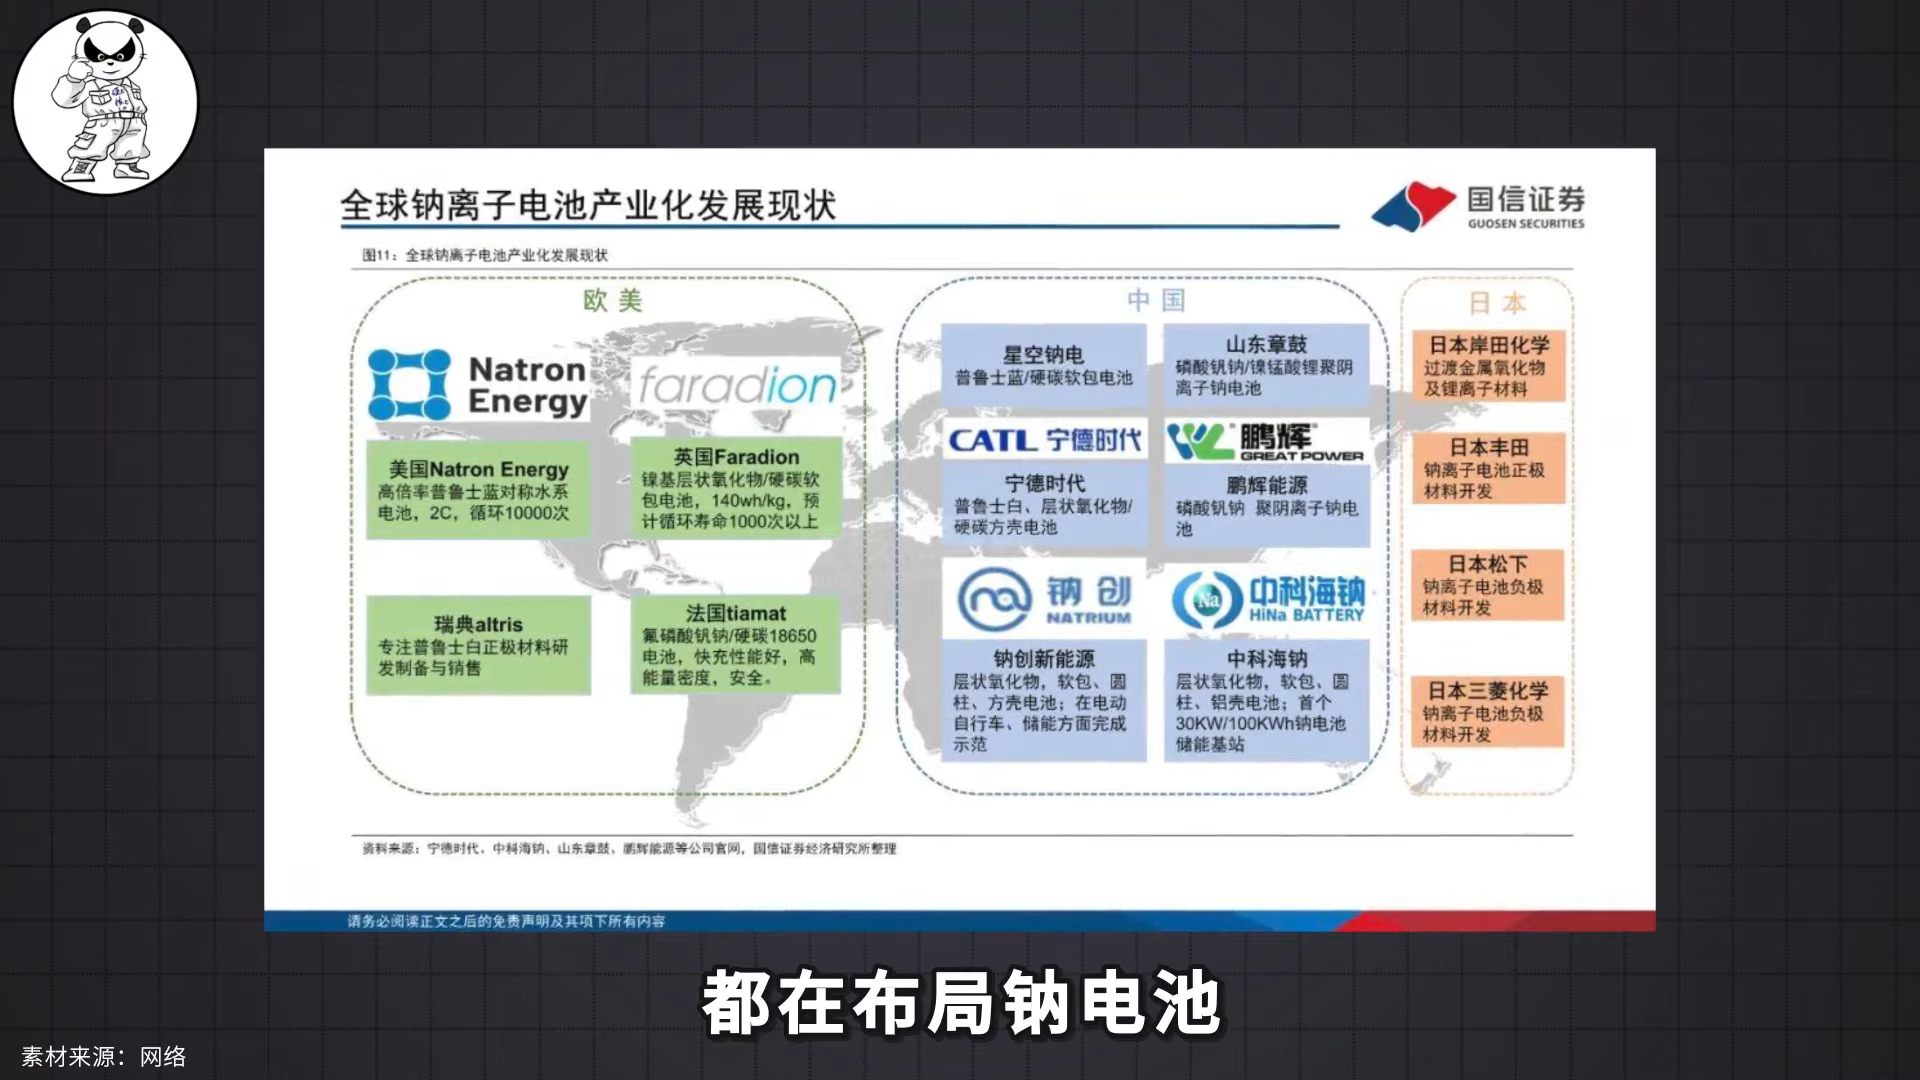 全球钠离子电池产业化发展现状
国信证券
GUOSEN SECURITIES
图11：全球钠离子电池产业化发展现状
欧美
Natron
Energy
faradion
美国Natron Energy
高倍率普鲁士蓝对称水系
电池，2C，循环10000次
英国Faradion
镍基层状氧化物/硬碳软
包电池，140wh/kg，预
计循环寿命1000次以上
瑞典altris
专注普鲁士白正极材料研
发制备与销售
法国tiamat
氟磷酸钒钠/硬碳18650
电池，快充性能好，高
能量密度，安全。
中国
星空钠电
普鲁士蓝/硬碳软包电池
山东章鼓
磷酸钒钠/镍锰酸锂聚阴
离子钠电池
CATL 宁德时代
鹏辉®
GREAT POWER
宁德时代
普鲁士白、层状氧化物/
硬碳方壳电池
鹏辉能源
磷酸钒钠 聚阴离子钠电
池
钠创
NATRIUM
Na
中科海钠
HiNa BATTERY
钠创新能源
层状氧化物，软包、圆
柱、方壳电池；在电动
自行车、储能方面完成
示范
中科海钠
层状氧化物，软包、圆
柱、铝壳电池；首个
30KW/100KWh钠电池
储能基站
日本
日本岸田化学
过渡金属氧化物
及锂离子材料
日本丰田
钠离子电池正极
材料开发
日本松下
钠离子电池负极
材料开发
日本三菱化学
钠离子电池负极
材料开发
资料来源：宁德时代、中科海钠、山东章鼓、鹏辉能源等公司官网，国信证券经济研究所整理
请务必阅读正文之后的免责声明及其项下所有内容
都在布局钠电池
素材来源：网络